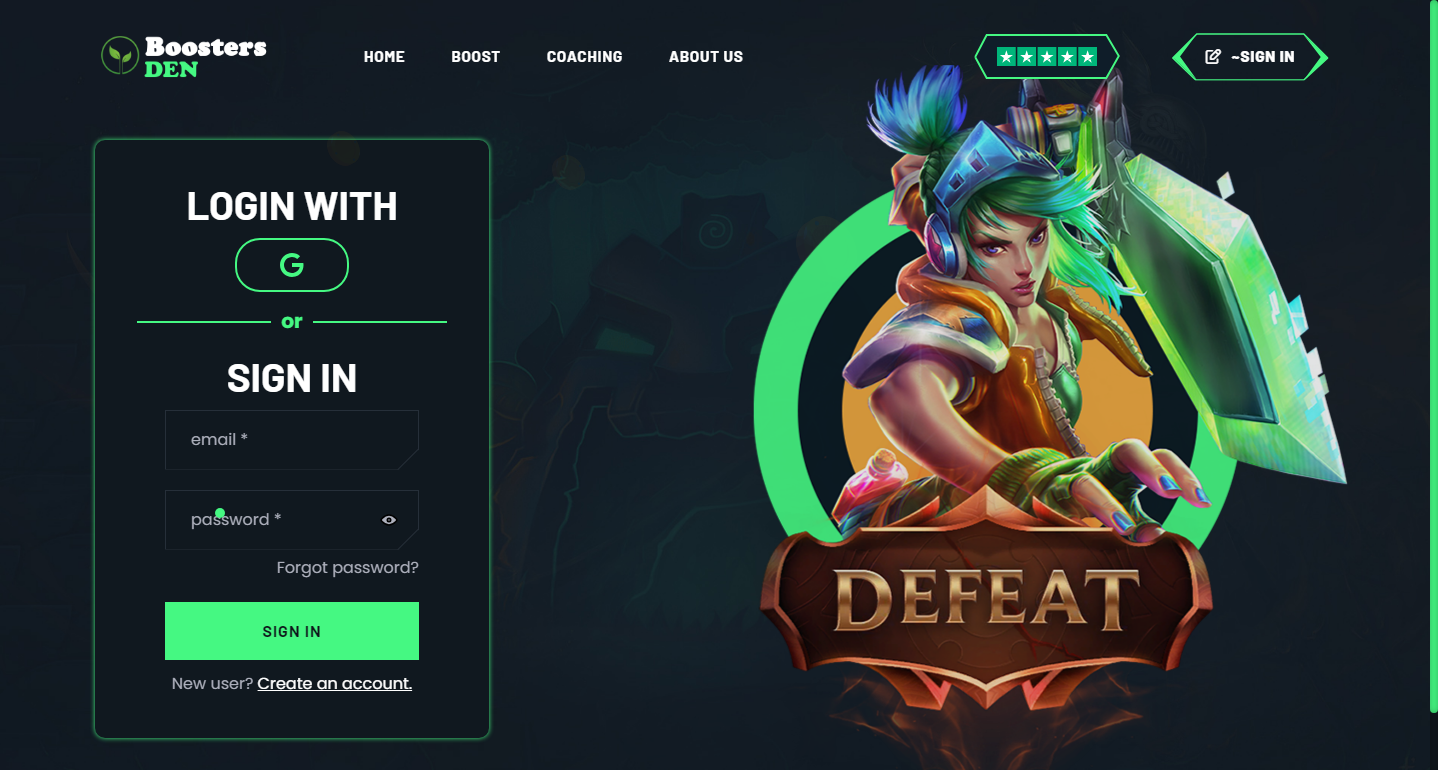 Boosters
DEN
HOME
BOOST
COACHING
ABOUT US
~SIGN IN
LOGIN WITH
G
or
SIGN IN
email *
password *
Forgot password?
SIGN IN
New user? Create an account.
DEFEAT